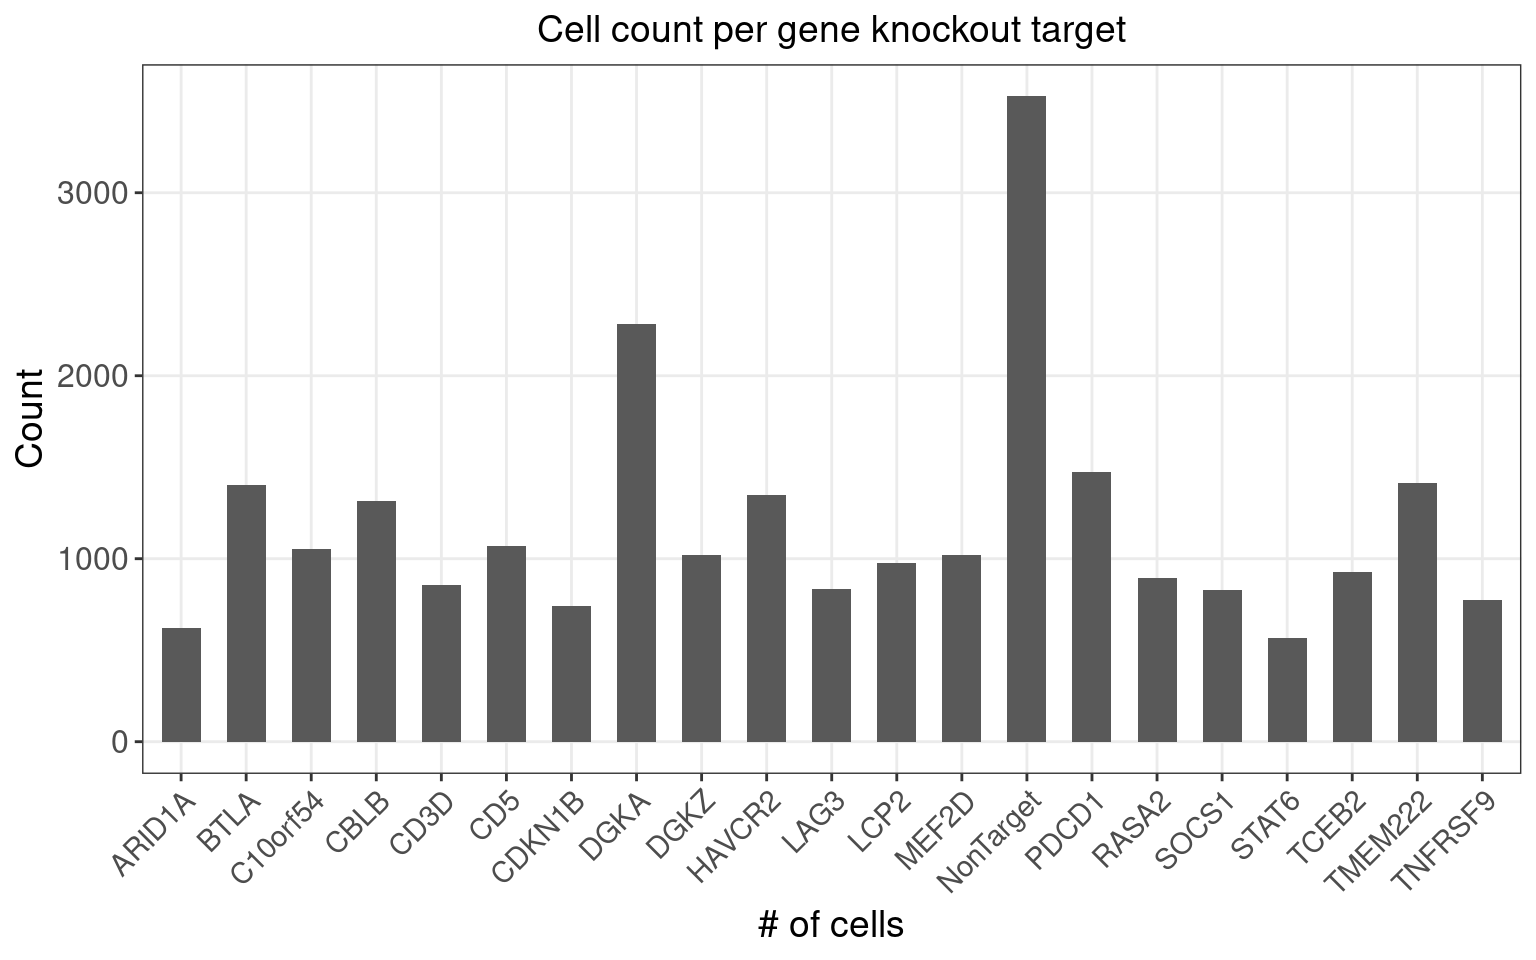 Cell count per gene knockout target
Count
3000
2000
1000
0
ARID1A
BTLA
C10orf54
CBLB
CD3D
CD5
CDKN1B
DGKA
DGKZ
HAVCR2
LAG3
LCP2
MEF2D
NonTarget
PDCD1
RASA2
SOCS1
STAT6
TCEB2
TMEM222
TNFRSF9
# of cells